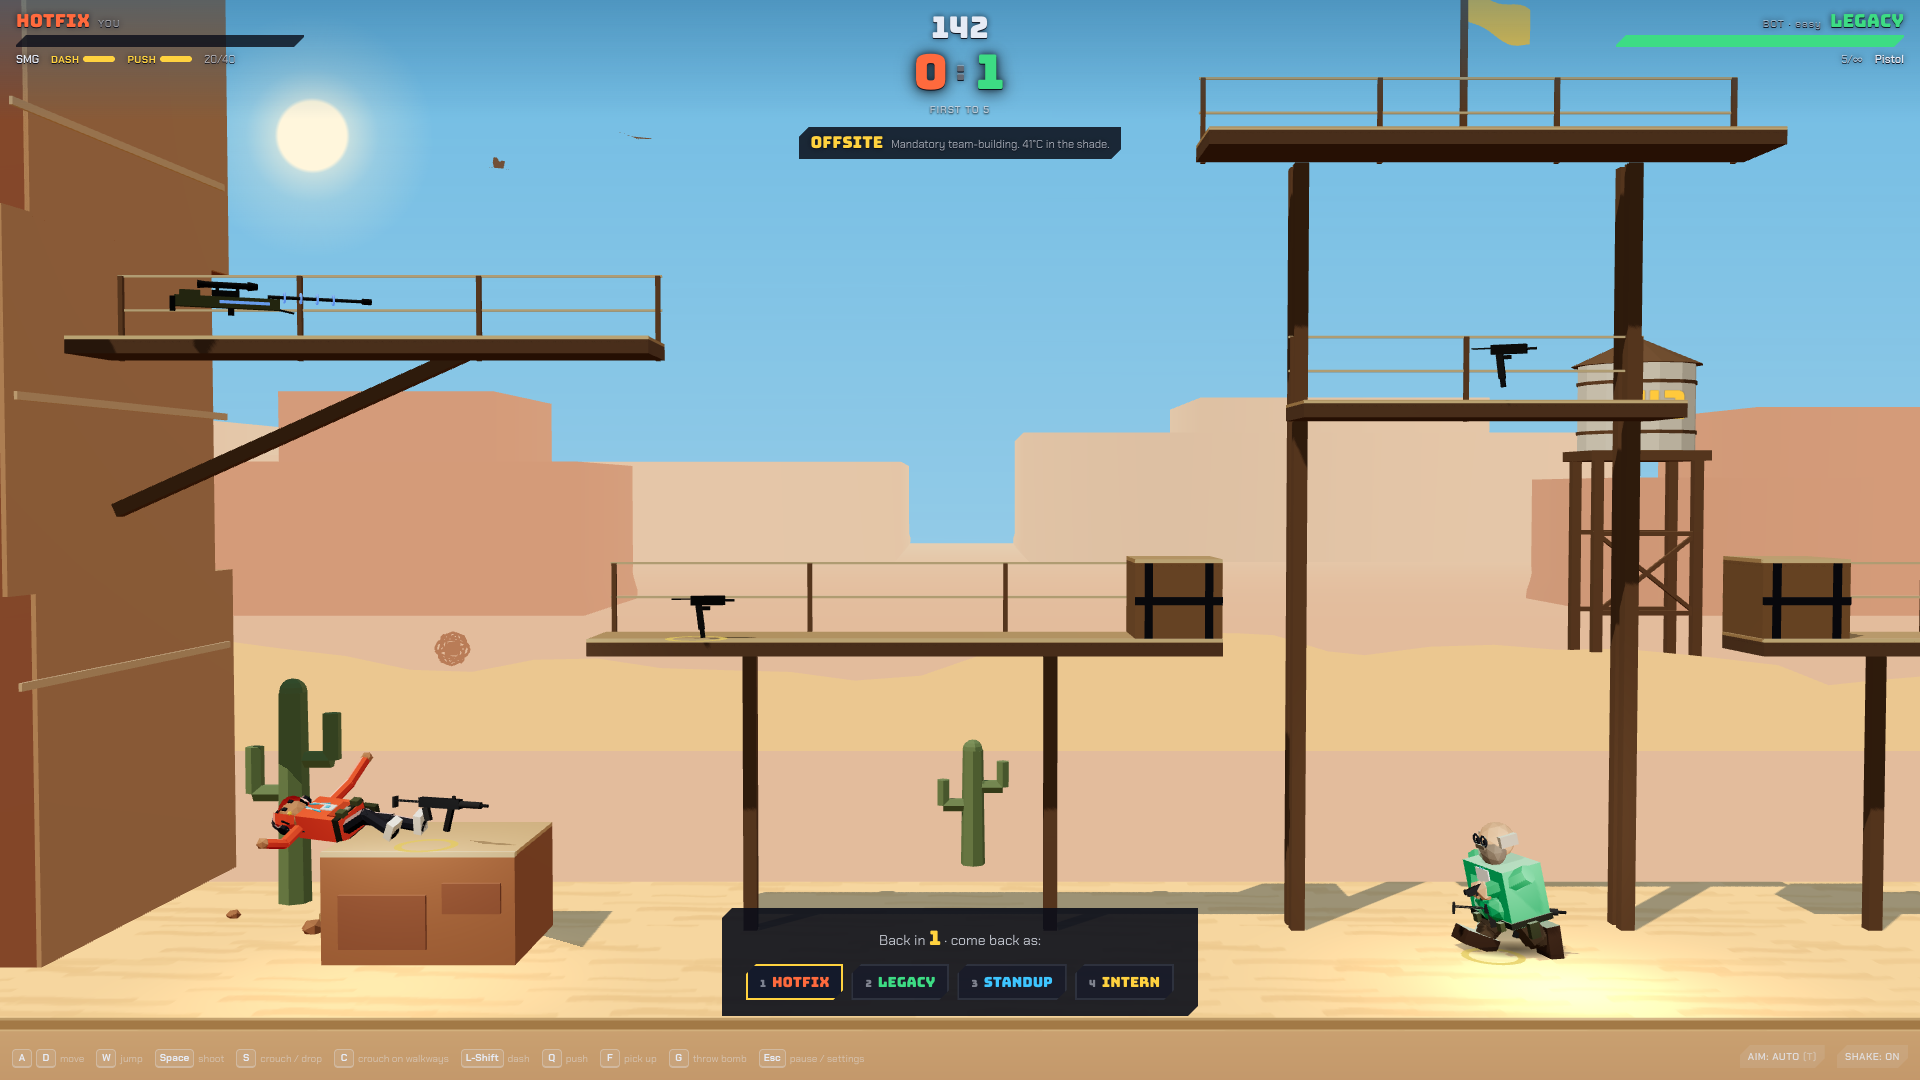 HOTFIX YOU
SMG DASH PUSH 20/40
142
0 : 1
FIRST TO 5
OFFSITE Mandatory team-building. 41°C in the shade.
BOT · easy LEGACY
5/∞ Pistol
Back in 1 · come back as:
1 HOTFIX 2 LEGACY 3 STANDUP 4 INTERN
A D move W jump Space shoot S crouch / drop C crouch on walkways L-Shift dash Q push F pick up G throw bomb Esc pause / settings
AIM: AUTO [T] SHAKE: ON